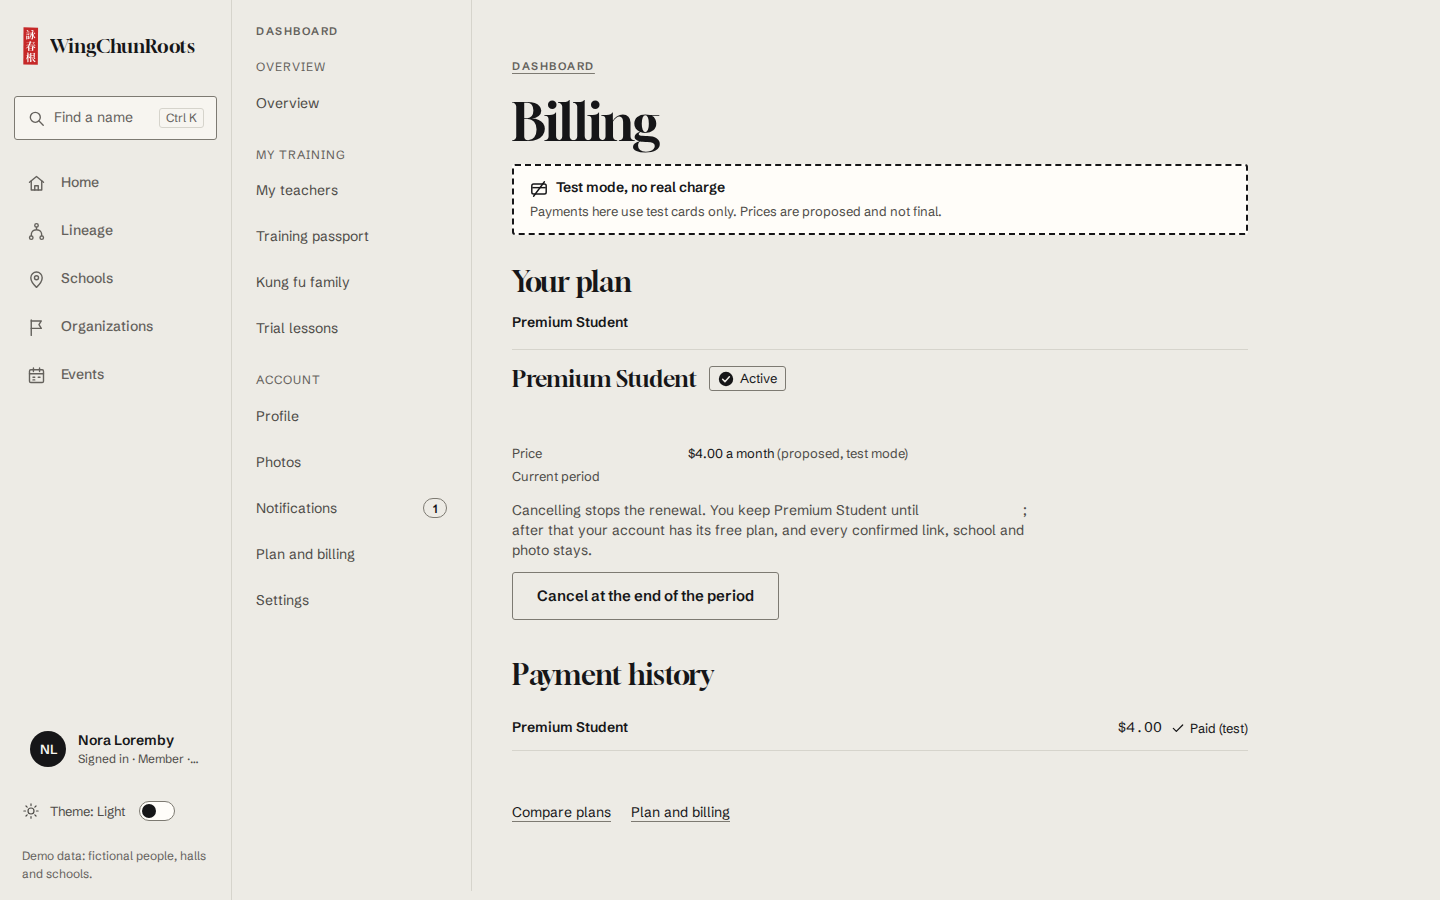 詠春根
WingChunRoots
Find a name
Ctrl K
Home
Lineage
Schools
Organizations
Events
NL
Nora Loremby
Signed in · Member ·…
Theme: Light
Demo data: fictional people, halls
and schools.
DASHBOARD
OVERVIEW
Overview
MY TRAINING
My teachers
Training passport
Kung fu family
Trial lessons
ACCOUNT
Profile
Photos
Notifications 1
Plan and billing
Settings
DASHBOARD
Billing
Test mode, no real charge
Payments here use test cards only. Prices are proposed and not final.
Your plan
Premium Student
Premium Student Active
Price $4.00 a month (proposed, test mode)
Current period
Cancelling stops the renewal. You keep Premium Student until ;
after that your account has its free plan, and every confirmed link, school and
photo stays.
Cancel at the end of the period
Payment history
Premium Student $4.00 Paid (test)
Compare plans Plan and billing